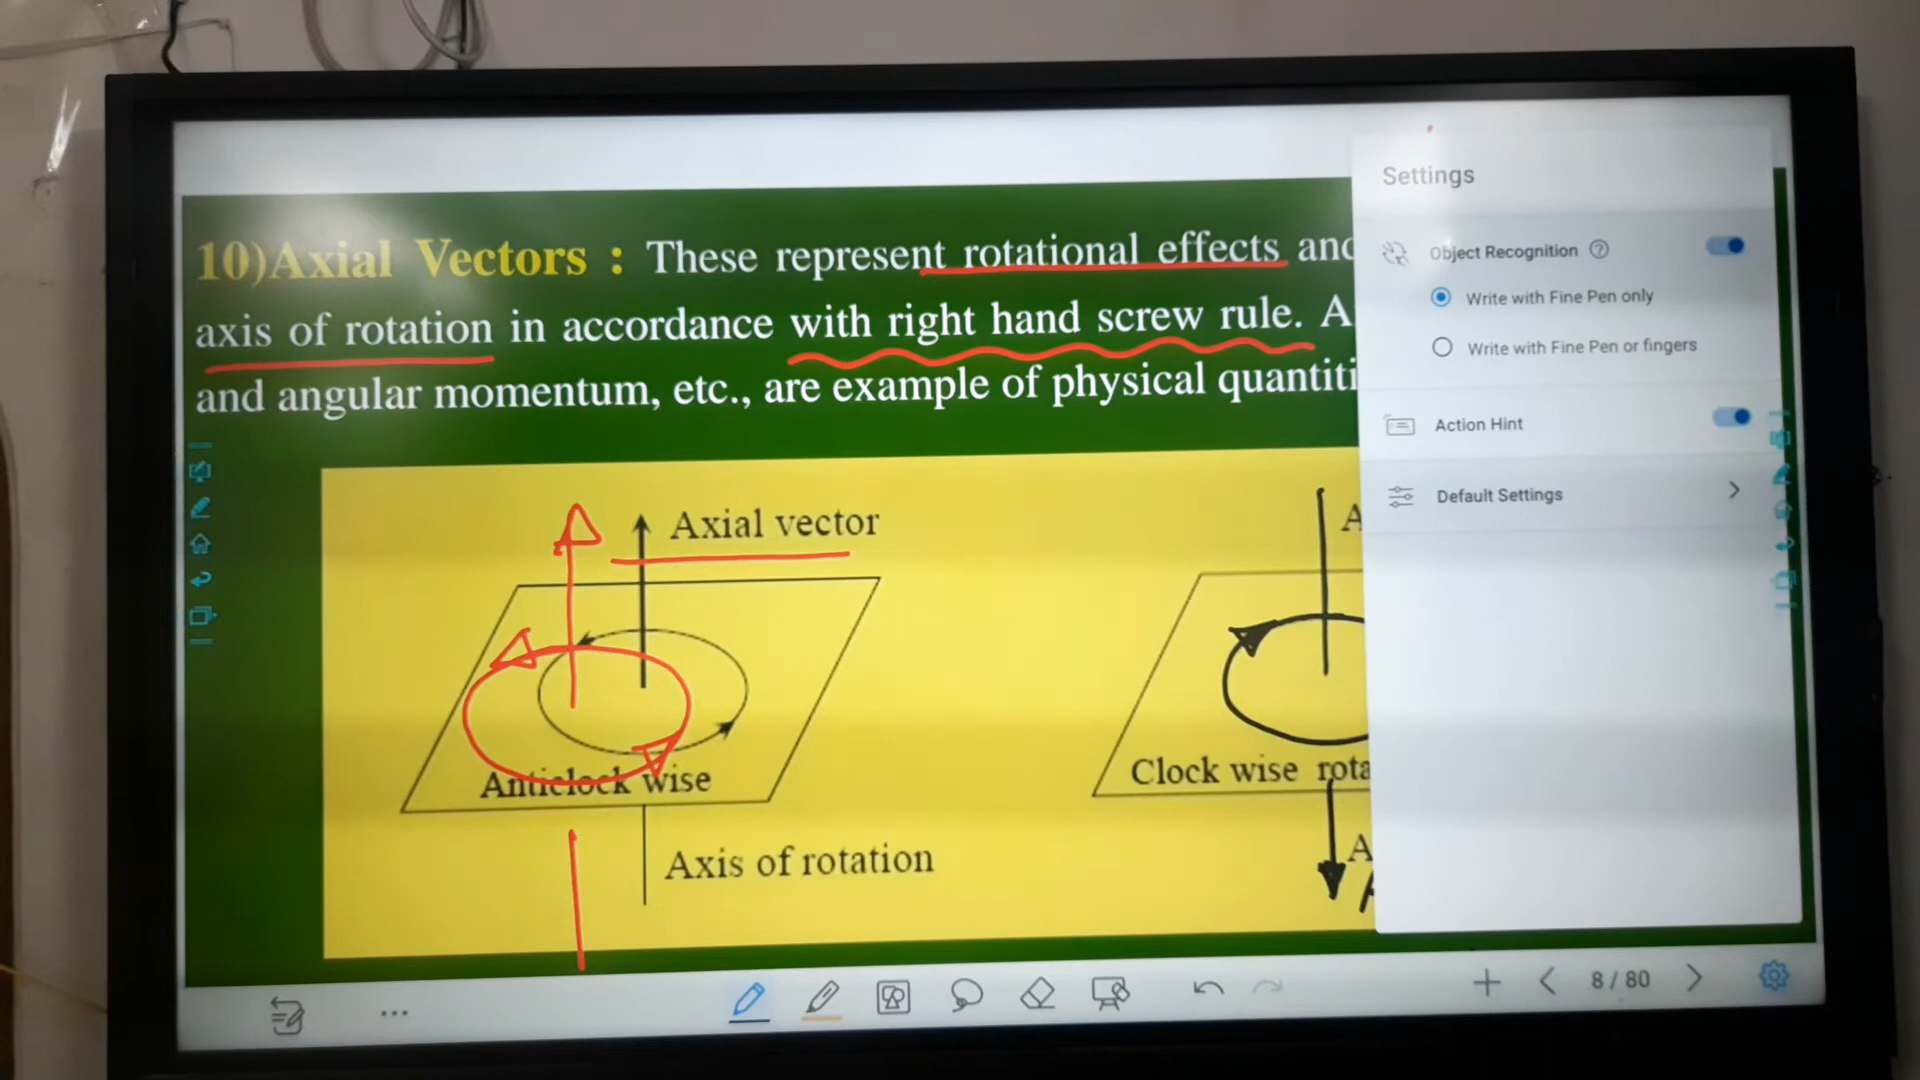 10)Axial Vectors : These represent rotational effects and
axis of rotation in accordance with right hand screw rule. A
and angular momentum, etc., are example of physical quantiti
Axial vector
Anticlock wise
Axis of rotation
A
Clock wise rota
A
Settings
Object Recognition ?
Write with Fine Pen only
Write with Fine Pen or fingers
Action Hint
Default Settings
8 / 80